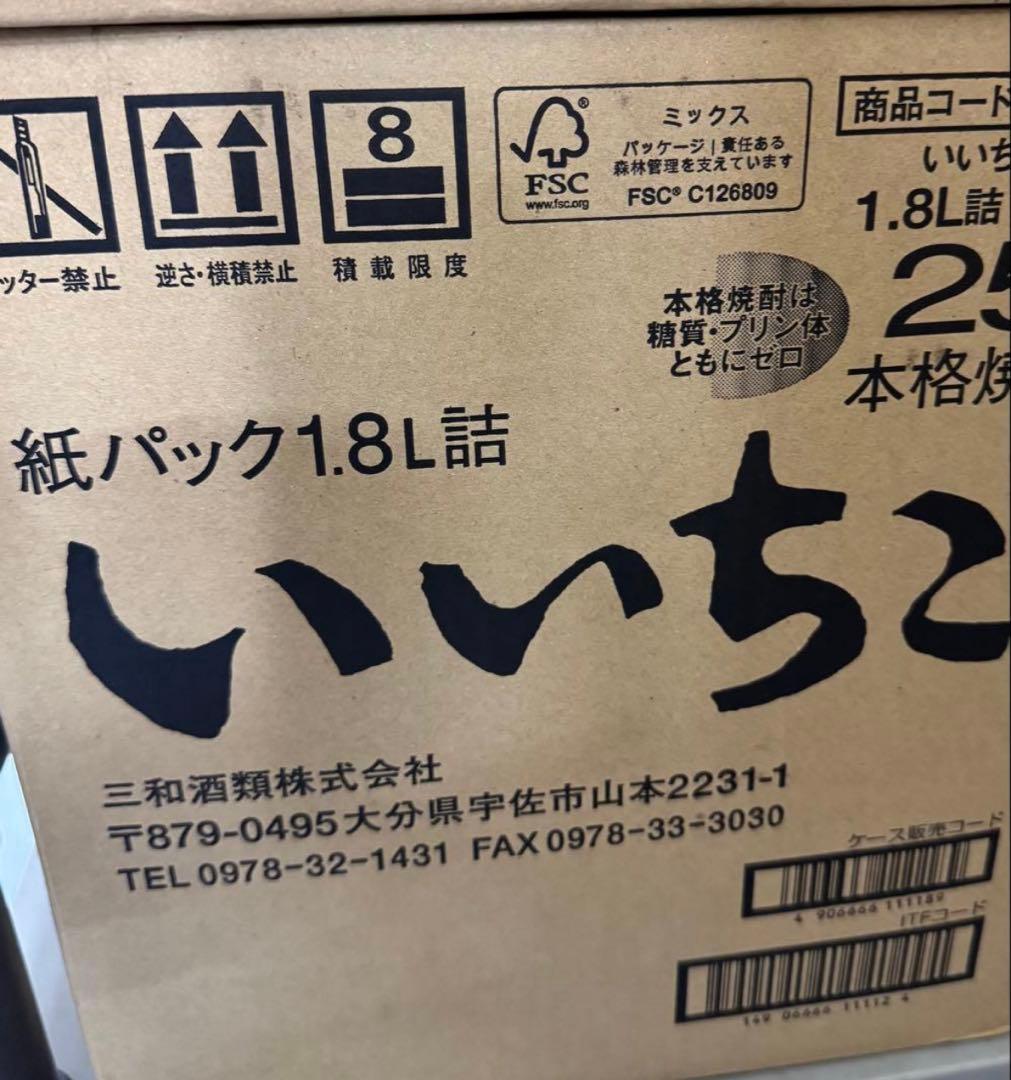 8
ッター禁止
逆さ・横積禁止
積載限度
FSC®
www.fsc.org
ミックス
パッケージ|責任ある
森林管理を支えています
FSC® C126809
商品コード
いいち
1.8L詰
25
本格焼
本格焼酎は
糖質・プリン体
ともにゼロ
紙パック1.8L詰
いいちこ
三和酒類株式会社
〒879-0495大分県宇佐市山本2231-1
TEL 0978-32-1431 FAX 0978-33-3030
ケース販売コード
4 906666 111189
ITFコード
149 06666 11112 4